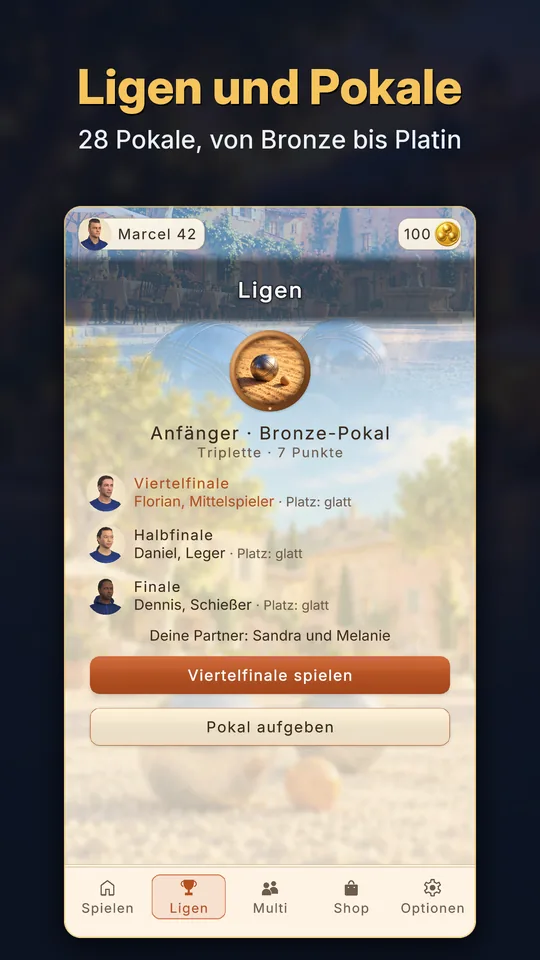 Ligen und Pokale
28 Pokale, von Bronze bis Platin
Marcel 42
100
Ligen
Anfänger · Bronze-Pokal
Triplette · 7 Punkte
Viertelfinale
Florian, Mittelspieler · Platz: glatt
Halbfinale
Daniel, Leger · Platz: glatt
Finale
Dennis, Schießer · Platz: glatt
Deine Partner: Sandra und Melanie
Viertelfinale spielen
Pokal aufgeben
Spielen
Ligen
Multi
Shop
Optionen